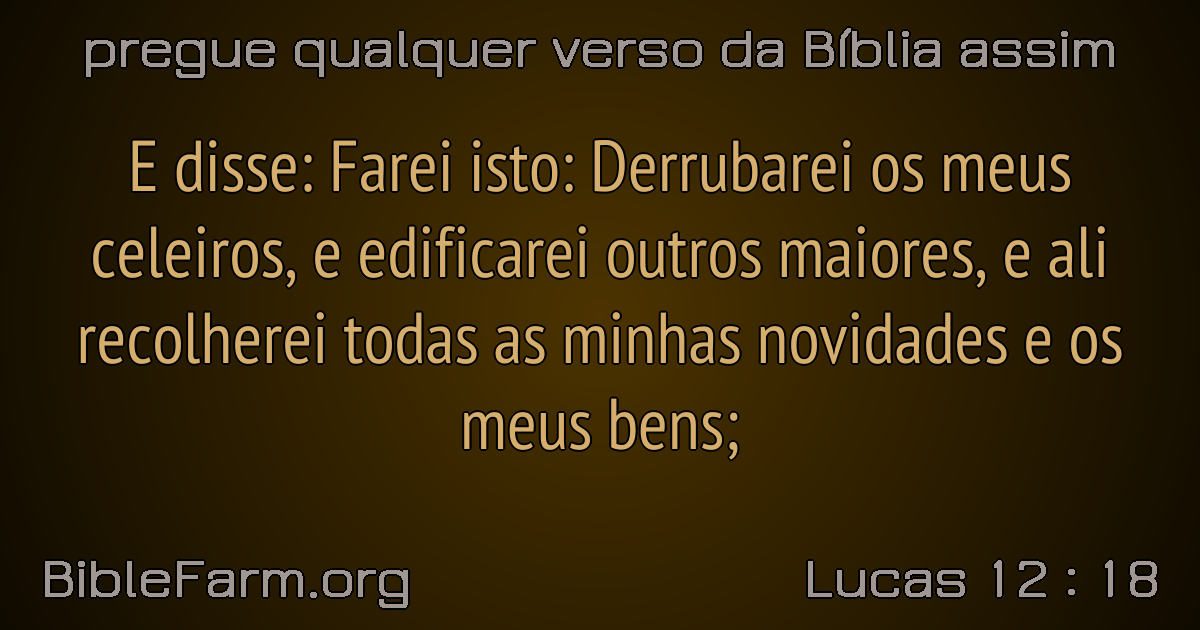 pregue qualquer verso da Bíblia assim
E disse: Farei isto: Derrubarei os meus
celeiros, e edificarei outros maiores, e ali
recolherei todas as minhas novidades e os
meus bens;
BibleFarm.org
Lucas 12 : 18